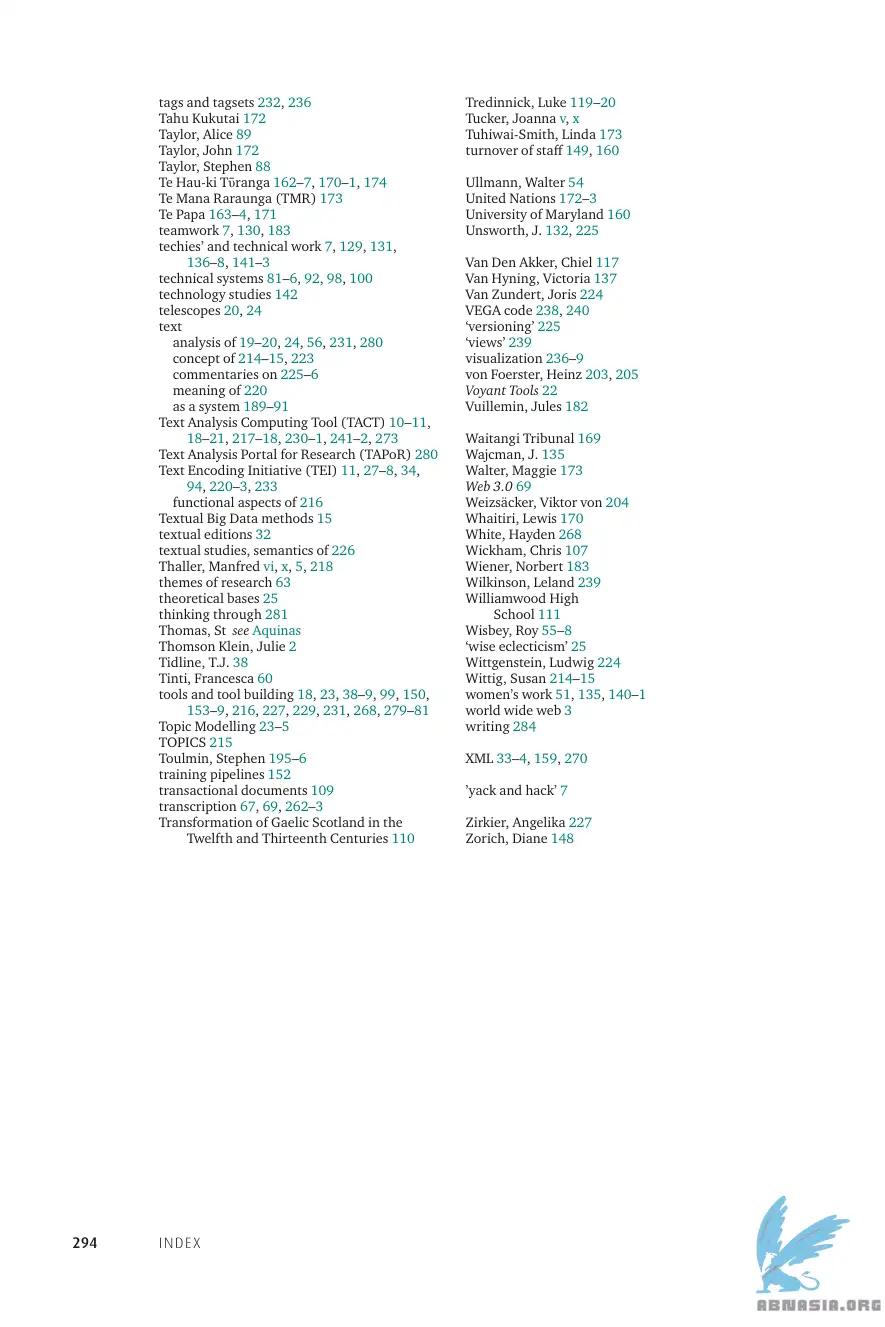 tags and tagsets 232, 236
Tahu Kukutai 172
Taylor, Alice 89
Taylor, John 172
Taylor, Stephen 88
Te Hau-ki Tūranga 162–7, 170–1, 174
Te Mana Raraunga (TMR) 173
Te Papa 163–4, 171
teamwork 7, 130, 183
techies’ and technical work 7, 129, 131,
136–8, 141–3
technical systems 81–6, 92, 98, 100
technology studies 142
telescopes 20, 24
text
analysis of 19–20, 24, 56, 231, 280
concept of 214–15, 223
commentaries on 225–6
meaning of 220
as a system 189–91
Text Analysis Computing Tool (TACT) 10–11,
18–21, 217–18, 230–1, 241–2, 273
Text Analysis Portal for Research (TAPoR) 280
Text Encoding Initiative (TEI) 11, 27–8, 34,
94, 220–3, 233
functional aspects of 216
Textual Big Data methods 15
textual editions 32
textual studies, semantics of 226
Thaller, Manfred vi, x, 5, 218
themes of research 63
theoretical bases 25
thinking through 281
Thomas, St see Aquinas
Thomson Klein, Julie 2
Tidline, T.J. 38
Tinti, Francesca 60
tools and tool building 18, 23, 38–9, 99, 150,
153–9, 216, 227, 229, 231, 268, 279–81
Topic Modelling 23–5
TOPICS 215
Toulmin, Stephen 195–6
training pipelines 152
transactional documents 109
transcription 67, 69, 262–3
Transformation of Gaelic Scotland in the
Twelfth and Thirteenth Centuries 110
Tredinnick, Luke 119–20
Tucker, Joanna v, x
Tuhiwai-Smith, Linda 173
turnover of staff 149, 160
Ullmann, Walter 54
United Nations 172–3
University of Maryland 160
Unsworth, J. 132, 225
Van Den Akker, Chiel 117
Van Hyning, Victoria 137
Van Zundert, Joris 224
VEGA code 238, 240
‘versioning’ 225
‘views’ 239
visualization 236–9
von Foerster, Heinz 203, 205
Voyant Tools 22
Vuillemin, Jules 182
Waitangi Tribunal 169
Wajcman, J. 135
Walter, Maggie 173
Web 3.0 69
Weizsäcker, Viktor von 204
Whaitiri, Lewis 170
White, Hayden 268
Wickham, Chris 107
Wiener, Norbert 183
Wilkinson, Leland 239
Williamwood High
School 111
Wisbey, Roy 55–8
‘wise eclecticism’ 25
Wittgenstein, Ludwig 224
Wittig, Susan 214–15
women’s work 51, 135, 140–1
world wide web 3
writing 284
XML 33–4, 159, 270
’yack and hack’ 7
Zirkier, Angelika 227
Zorich, Diane 148
294 INDEX
ABNASIA.ORG